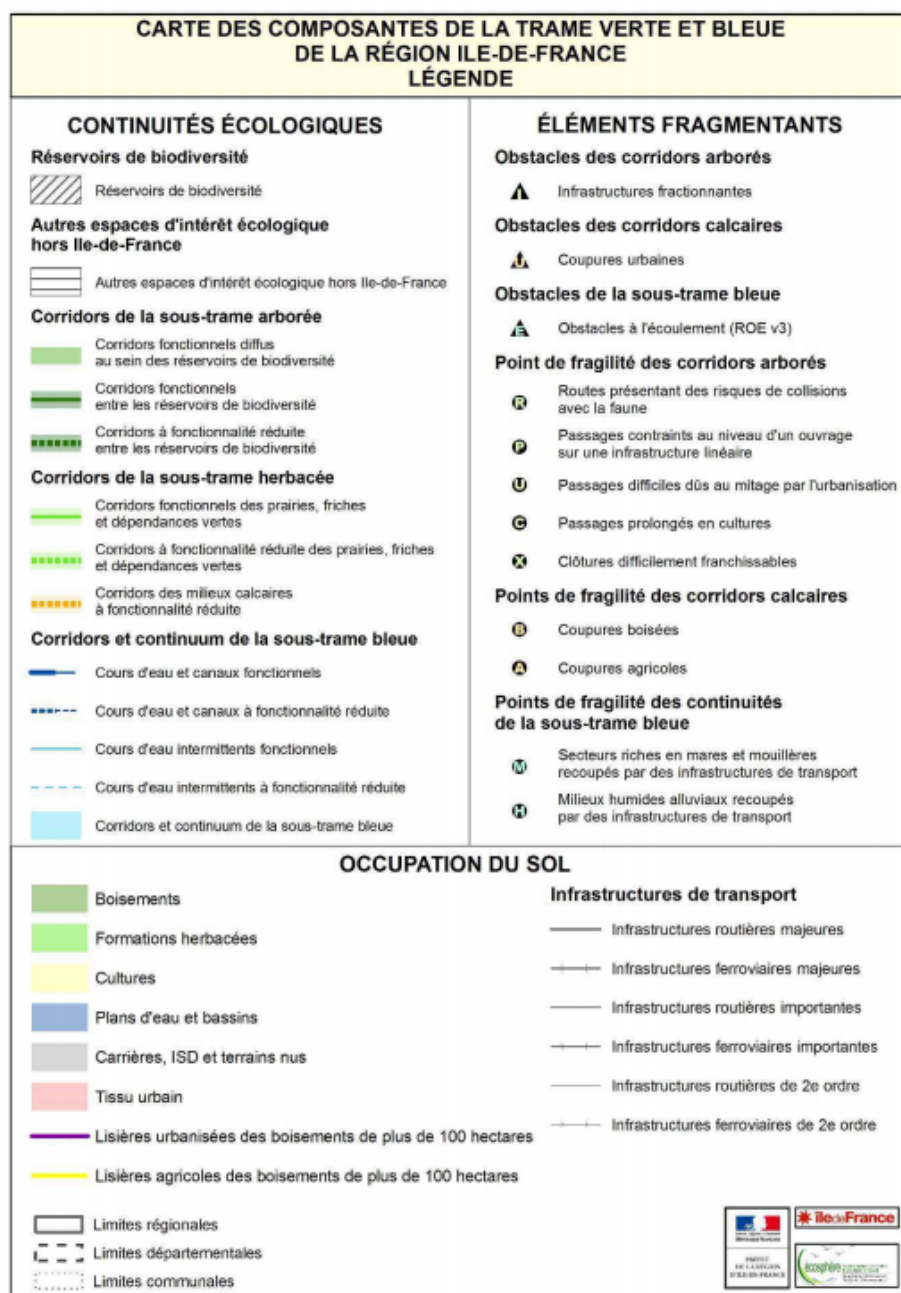 CARTE DES COMPOSANTES DE LA TRAME VERTE ET BLEUE
DE LA RÉGION ILE-DE-FRANCE
LÉGENDE
CONTINUITÉS ÉCOLOGIQUES
Réservoirs de biodiversité
Réservoirs de biodiversité
Autres espaces d'intérêt écologique
hors Ile-de-France
Autres espaces d'intérêt écologique hors Ile-de-France
Corridors de la sous-trame arborée
Corridors fonctionnels diffus
au sein des réservoirs de biodiversité
Corridors fonctionnels
entre les réservoirs de biodiversité
Corridors à fonctionnalité réduite
entre les réservoirs de biodiversité
Corridors de la sous-trame herbacée
Corridors fonctionnels des prairies, friches
et dépendances vertes
Corridors à fonctionnalité réduite des prairies, friches
et dépendances vertes
Corridors des milieux calcaires
à fonctionnalité réduite
Corridors et continuum de la sous-trame bleue
Cours d'eau et canaux fonctionnels
Cours d'eau et canaux à fonctionnalité réduite
Cours d'eau intermittents fonctionnels
Cours d'eau intermittents à fonctionnalité réduite
Corridors et continuum de la sous-trame bleue
ÉLÉMENTS FRAGMENTANTS
Obstacles des corridors arborés
I Infrastructures fractionnantes
Obstacles des corridors calcaires
U Coupures urbaines
Obstacles de la sous-trame bleue
E Obstacles à l'écoulement (ROE v3)
Point de fragilité des corridors arborés
R Routes présentant des risques de collisions
avec la faune
P Passages contraints au niveau d'un ouvrage
sur une infrastructure linéaire
U Passages difficiles dûs au mitage par l'urbanisation
C Passages prolongés en cultures
X Clôtures difficilement franchissables
Points de fragilité des corridors calcaires
B Coupures boisées
A Coupures agricoles
Points de fragilité des continuités
de la sous-trame bleue
M Secteurs riches en mares et mouillères
recoupés par des infrastructures de transport
H Milieux humides alluviaux recoupés
par des infrastructures de transport
OCCUPATION DU SOL
Boisements
Formations herbacées
Cultures
Plans d'eau et bassins
Carrières, ISD et terrains nus
Tissu urbain
Lisières urbanisées des boisements de plus de 100 hectares
Lisières agricoles des boisements de plus de 100 hectares
Limites régionales
Limites départementales
Limites communales
Infrastructures de transport
Infrastructures routières majeures
Infrastructures ferroviaires majeures
Infrastructures routières importantes
Infrastructures ferroviaires importantes
Infrastructures routières de 2e ordre
Infrastructures ferroviaires de 2e ordre
PRÉFET
DE LA RÉGION
D'ILE-DE-FRANCE
île de France
écosphère